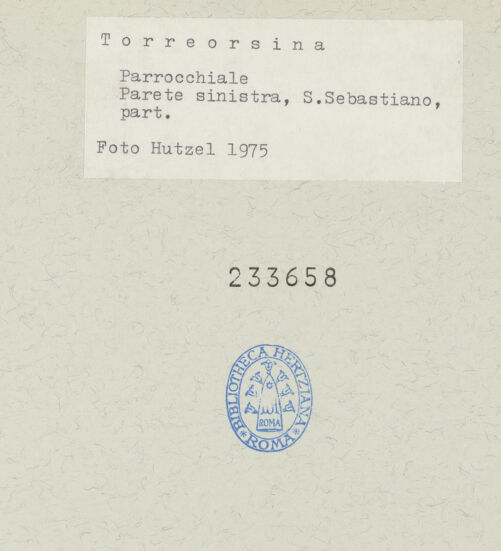 Torreorsina
Parrocchiale
Parete sinistra, S.Sebastiano,
part.
Foto Hutzel 1975
233658
BIBLIOTHECA HERTZIANA
ROMA
ROMA